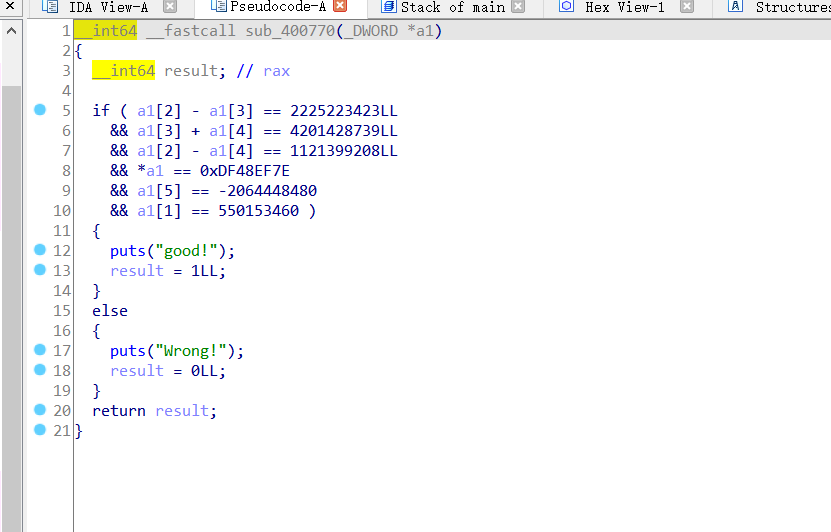 IDA View-A Pseudocode-A Stack of main Hex View-1 Structures
1 __int64 __fastcall sub_400770(_DWORD *a1)
2 {
3 __int64 result; // rax
4
5 if ( a1[2] - a1[3] == 2225223423LL
6 && a1[3] + a1[4] == 4201428739LL
7 && a1[2] - a1[4] == 1121399208LL
8 && *a1 == 0xDF48EF7E
9 && a1[5] == -2064448480
10 && a1[1] == 550153460 )
11 {
12 puts("good!");
13 result = 1LL;
14 }
15 else
16 {
17 puts("Wrong!");
18 result = 0LL;
19 }
20 return result;
21 }